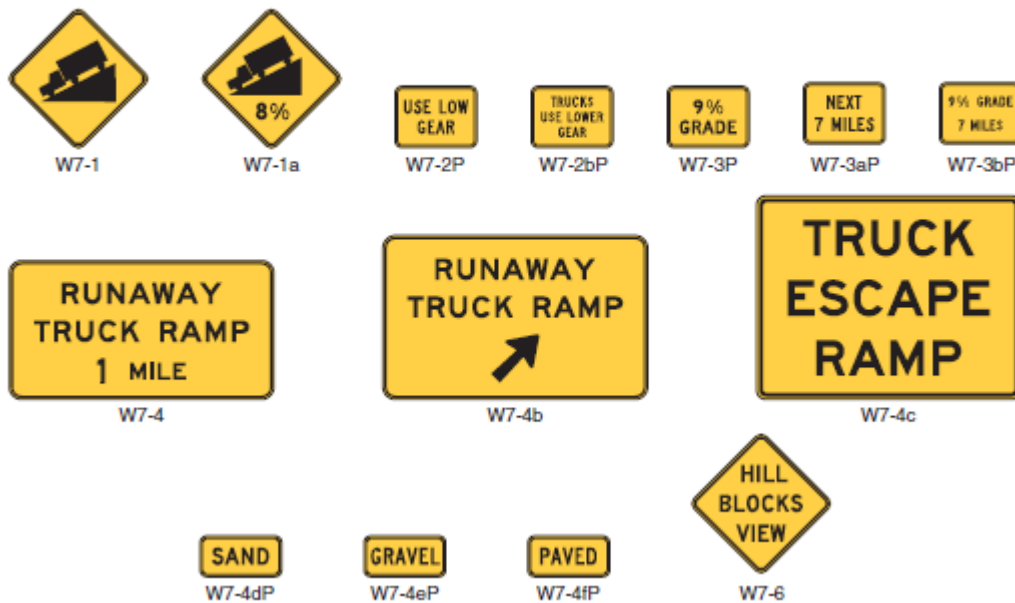 8%
W7-1
W7-1a
USE LOW
GEAR
W7-2P
TRUCKS
USE LOWER
GEAR
W7-2bP
9%
GRADE
W7-3P
NEXT
7 MILES
W7-3aP
9% GRADE
7 MILES
W7-3bP
RUNAWAY
TRUCK RAMP
1 MILE
W7-4
RUNAWAY
TRUCK RAMP
W7-4b
TRUCK
ESCAPE
RAMP
W7-4c
SAND
W7-4dP
GRAVEL
W7-4eP
PAVED
W7-4fP
HILL
BLOCKS
VIEW
W7-6